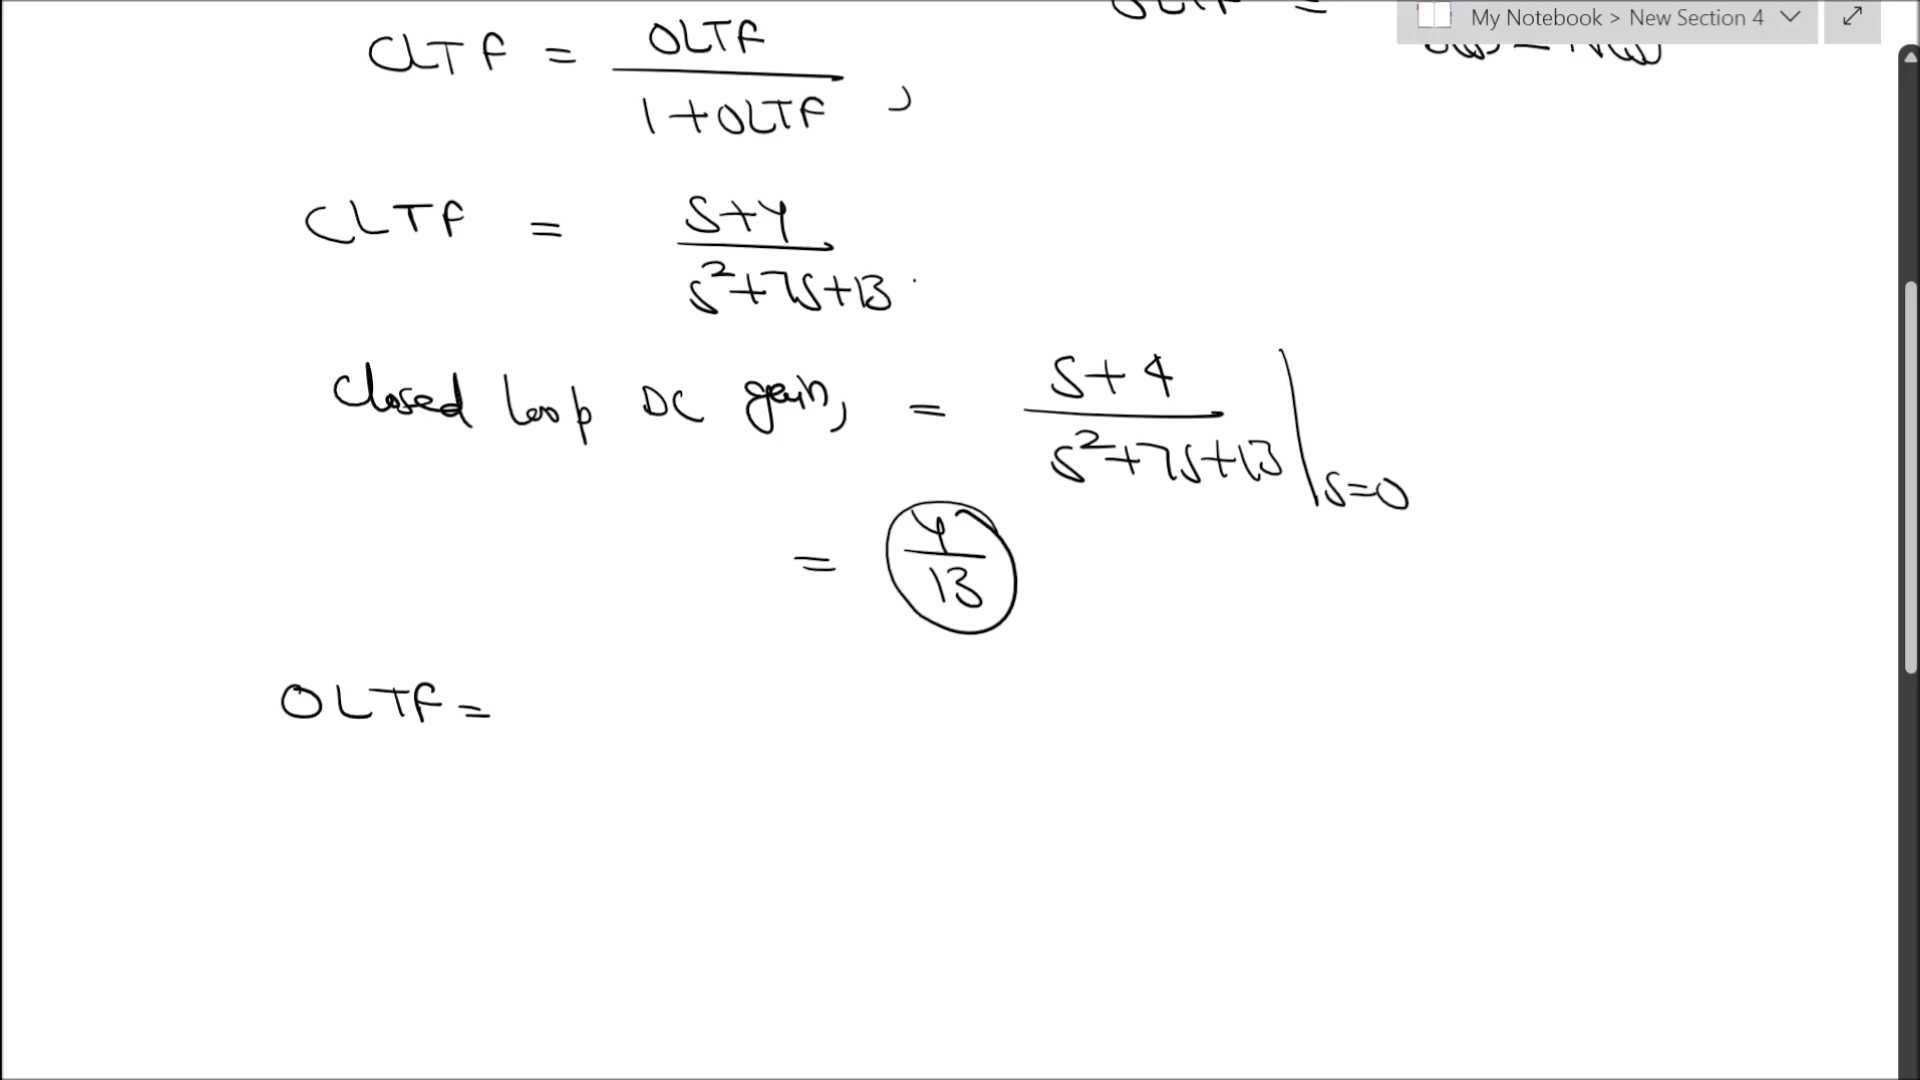 My Notebook > New Section 4
CLTF = OLTF / 1+OLTF ,
CLTF = S+4 / S²+7S+13 .
Closed loop DC gain, = S+4 / S²+7S+13 | S=0
= 4 / 13
OLTF =